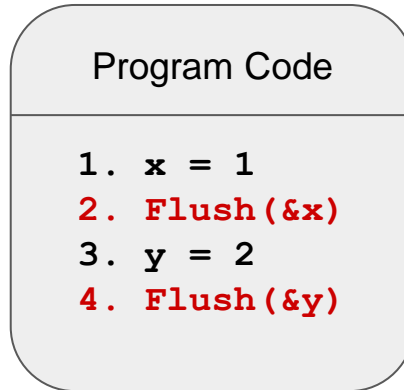 Program Code
1. x = 1
2. Flush(&x)
3. y = 2
4. Flush(&y)